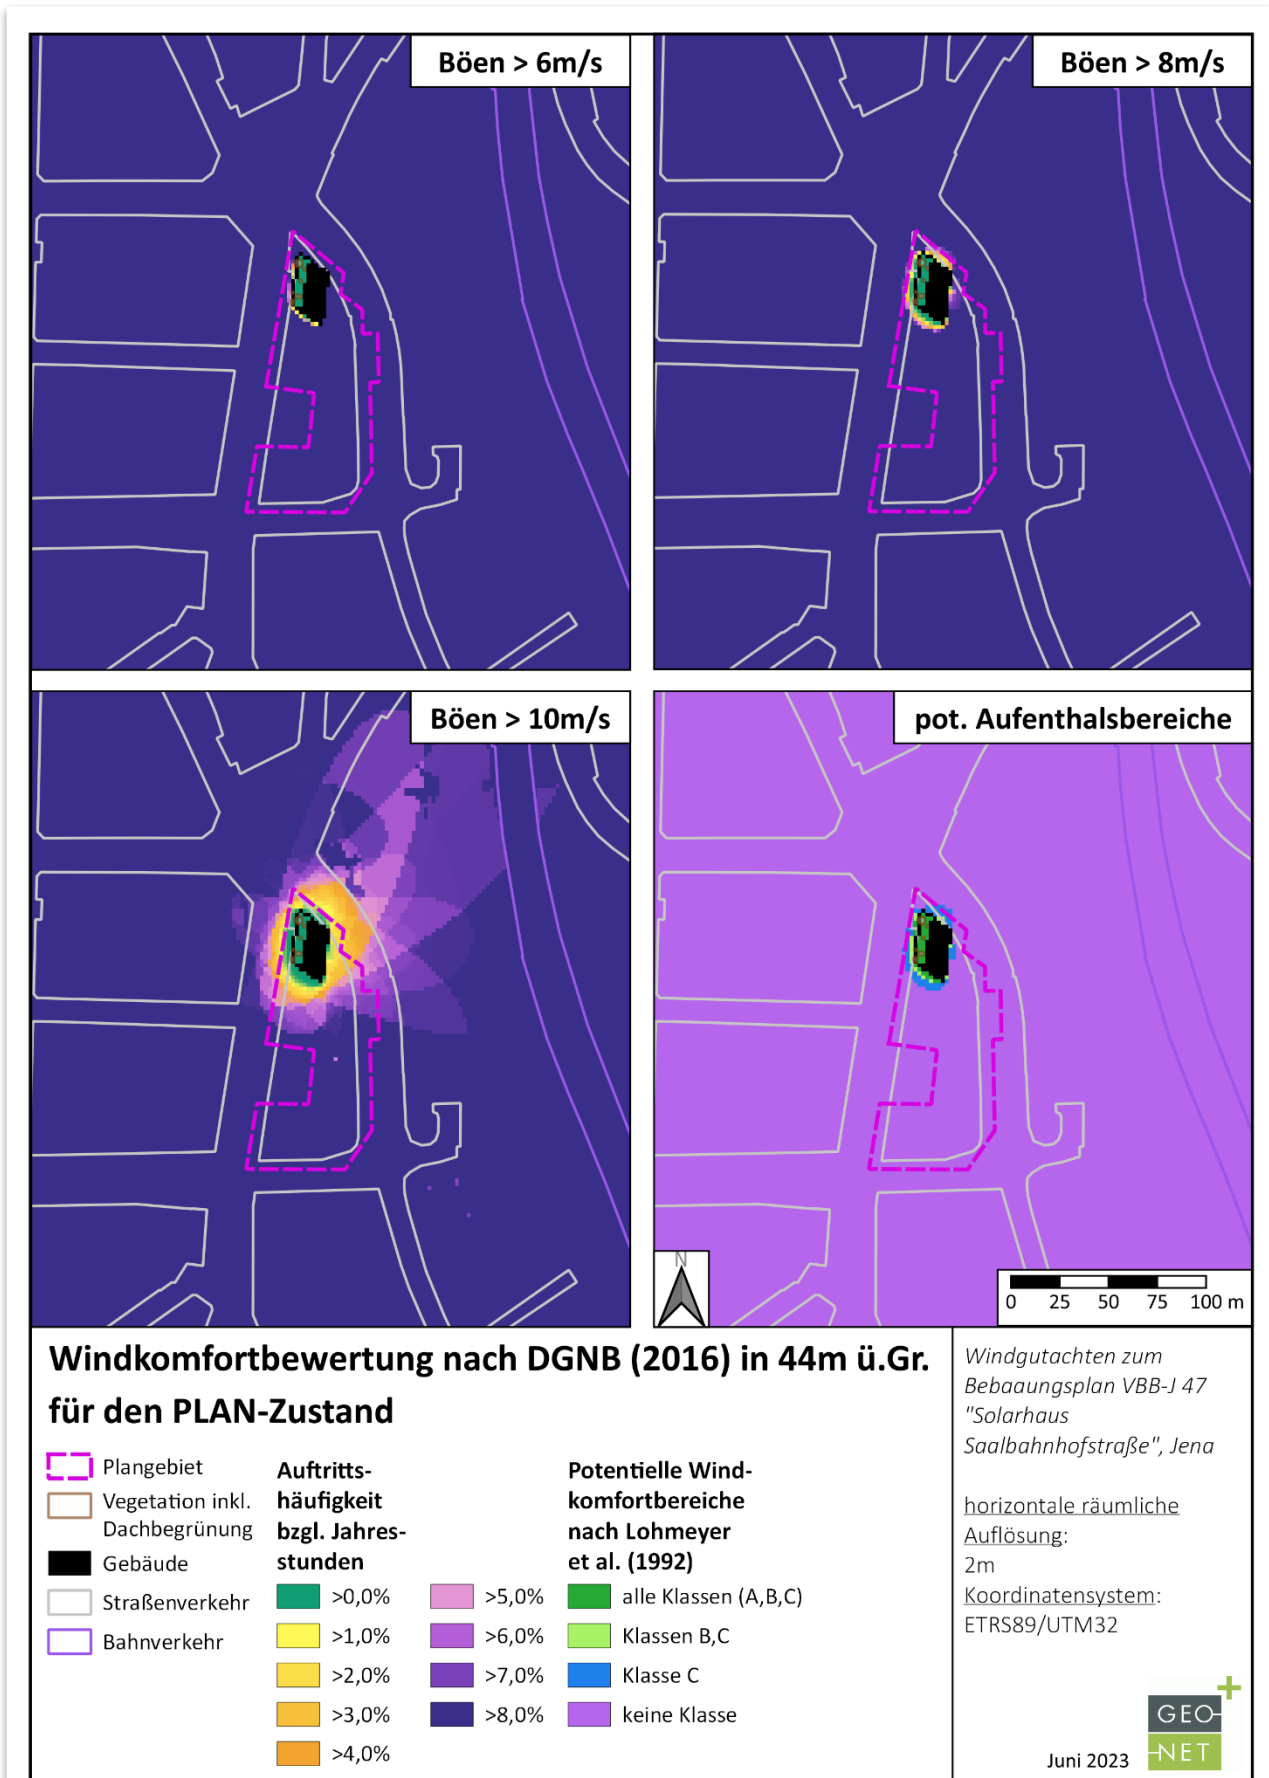 Böen > 6m/s
Böen > 8m/s
Böen > 10m/s
pot. Aufenthalsbereiche
N
0 25 50 75 100 m
Windkomfortbewertung nach DGNB (2016) in 44m ü.Gr.
für den PLAN-Zustand
Plangebiet
Vegetation inkl.
Dachbegrünung
Gebäude
Straßenverkehr
Bahnverkehr
Auftritts-
häufigkeit
bzgl. Jahres-
stunden
>0,0%
>1,0%
>2,0%
>3,0%
>4,0%
>5,0%
>6,0%
>7,0%
>8,0%
Potentielle Wind-
komfortbereiche
nach Lohmeyer
et al. (1992)
alle Klassen (A,B,C)
Klassen B,C
Klasse C
keine Klasse
Windgutachten zum
Bebaaungsplan VBB-J 47
"Solarhaus
Saalbahnhofstraße", Jena
horizontale räumliche
Auflösung:
2m
Koordinatensystem:
ETRS89/UTM32
Juni 2023
GEO-
NET